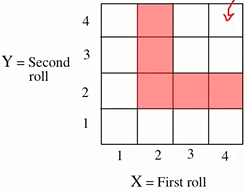 4
3
Y = Second
roll
2
1
1 2 3 4
X = First roll